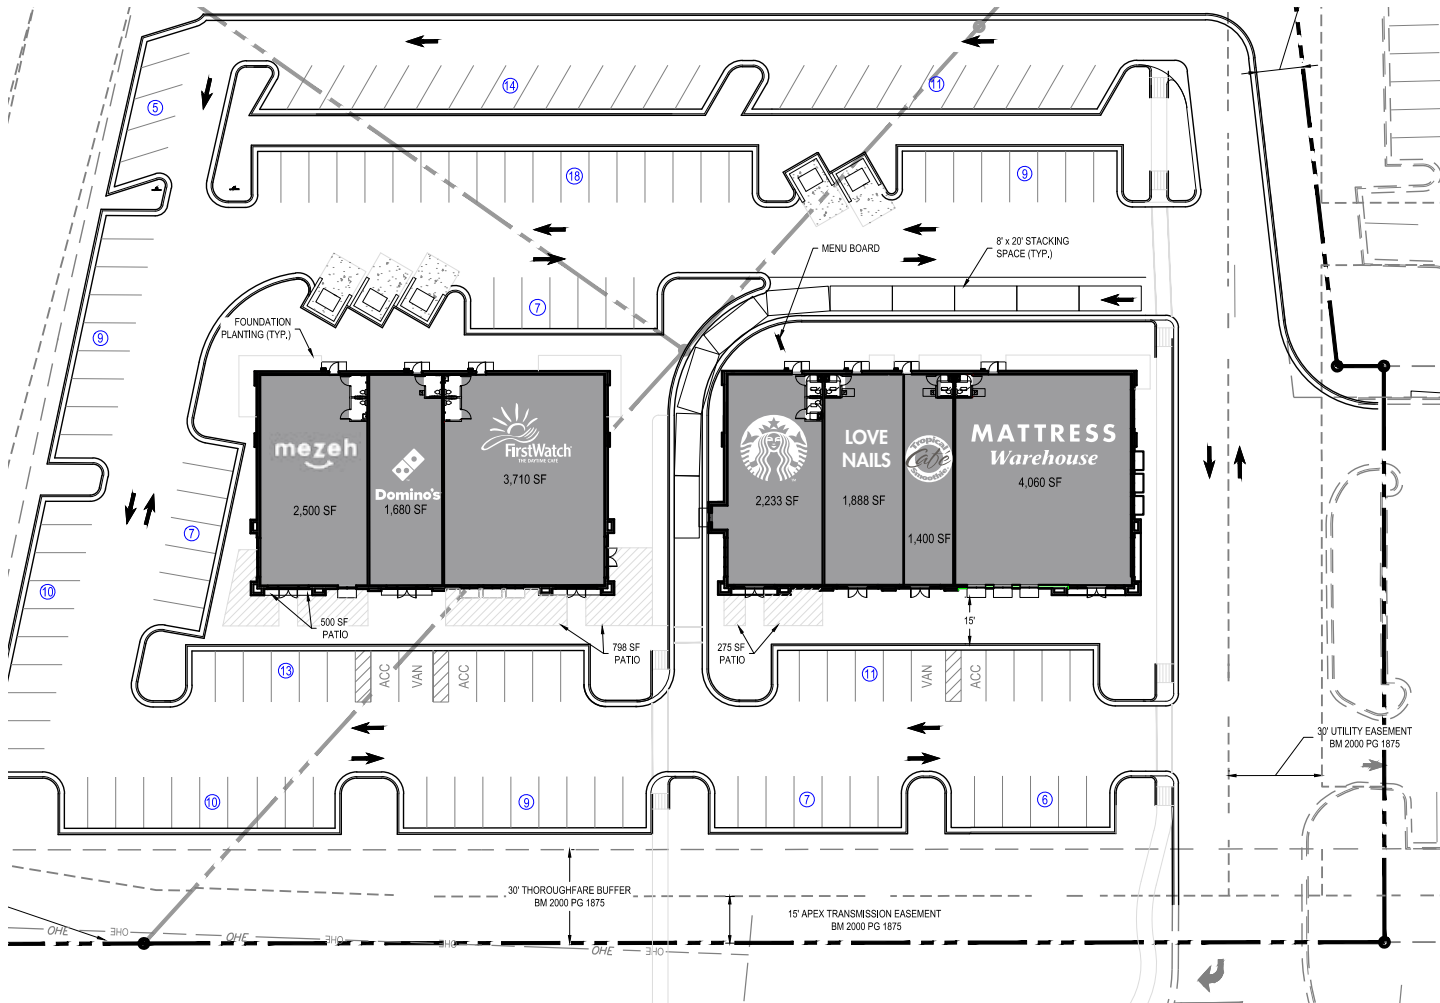 14
11
5
18
9
MENU BOARD
8' x 20' STACKING
SPACE (TYP.)
7
FOUNDATION
PLANTING (TYP.)
9
mezeh
2,500 SF
Domino's
1,680 SF
FirstWatch
THE DAYTIME CAFE
3,710 SF
2,233 SF
LOVE
NAILS
1,888 SF
Tropical
Cafe
Smoothie
1,400 SF
MATTRESS
Warehouse
4,060 SF
7
10
500 SF
PATIO
798 SF
PATIO
275 SF
PATIO
15'
13
ACC
VAN
ACC
11
VAN
ACC
30' UTILITY EASEMENT
BM 2000 PG 1875
10
9
7
6
30' THOROUGHFARE BUFFER
BM 2000 PG 1875
15' APEX TRANSMISSION EASEMENT
BM 2000 PG 1875
OHE
OHE
OHE
OHE
OHE
OHE
OHE